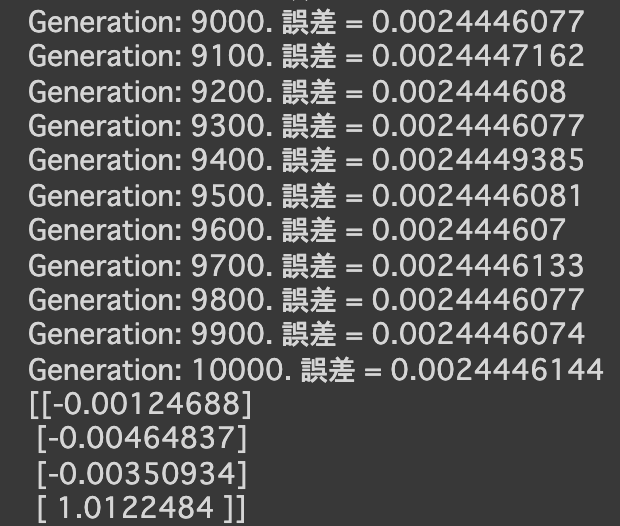 Generation: 9000. 誤差 = 0.0024446077
Generation: 9100. 誤差 = 0.0024447162
Generation: 9200. 誤差 = 0.002444608
Generation: 9300. 誤差 = 0.0024446077
Generation: 9400. 誤差 = 0.0024449385
Generation: 9500. 誤差 = 0.0024446081
Generation: 9600. 誤差 = 0.002444607
Generation: 9700. 誤差 = 0.0024446133
Generation: 9800. 誤差 = 0.0024446077
Generation: 9900. 誤差 = 0.0024446074
Generation: 10000. 誤差 = 0.0024446144
[[-0.00124688]
[-0.00464837]
[-0.00350934]
[ 1.0122484 ]]